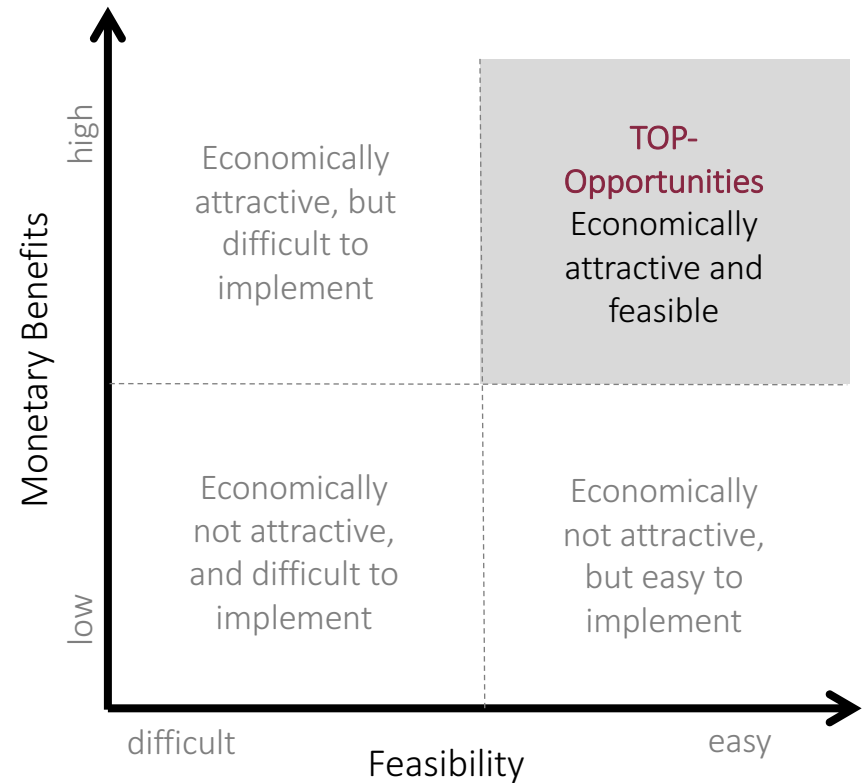 Monetary Benefits
high
low
Economically
attractive, but
difficult to
implement
TOP-
Opportunities
Economically
attractive and
feasible
Economically
not attractive,
and difficult to
implement
Economically
not attractive,
but easy to
implement
difficult
easy
Feasibility